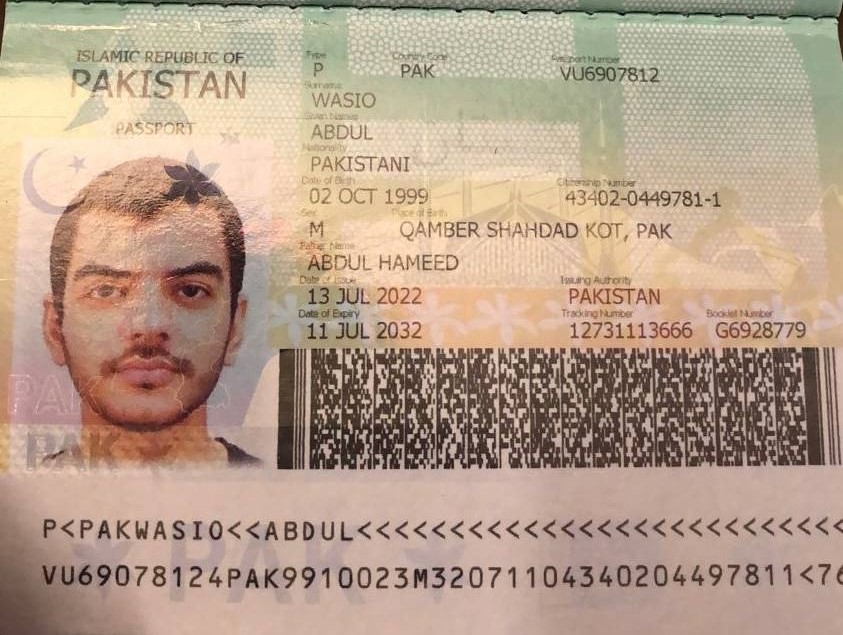 ISLAMIC REPUBLIC OF
PAKISTAN
PASSPORT
Type Country Code Passport Number
P PAK VU6907812
Surname
WASIO
Given Names
ABDUL
Nationality
PAKISTANI
Date of Birth Citizenship Number
02 OCT 1999 43402-0449781-1
Sex Place of Birth
M QAMBER SHAHDAD KOT, PAK
Father Name
ABDUL HAMEED
Date of Issue Issuing Authority
13 JUL 2022 PAKISTAN
Date of Expiry Tracking Number Booklet Number
11 JUL 2032 12731113666 G6928779
PAK
PAK
P<PAKWASIO<<ABDUL<<<<<<<<<<<<<<<<<<<<<<<<<<<
VU69078124PAK9910023M32071104340204497811<76